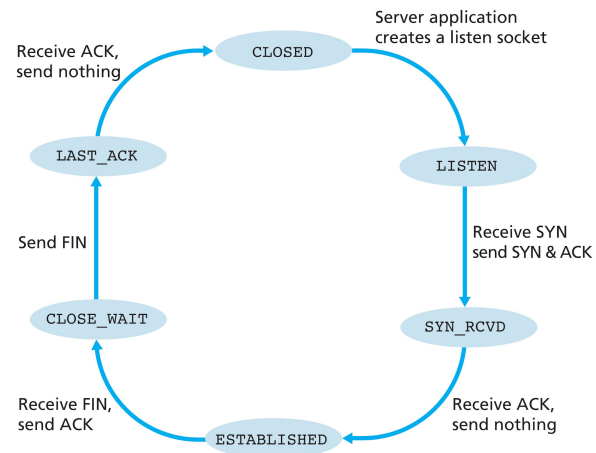 Server application
creates a listen socket
CLOSED
Receive ACK,
send nothing
LAST_ACK
LISTEN
Send FIN
Receive SYN
send SYN & ACK
CLOSE_WAIT
SYN_RCVD
Receive FIN,
send ACK
Receive ACK,
send nothing
ESTABLISHED